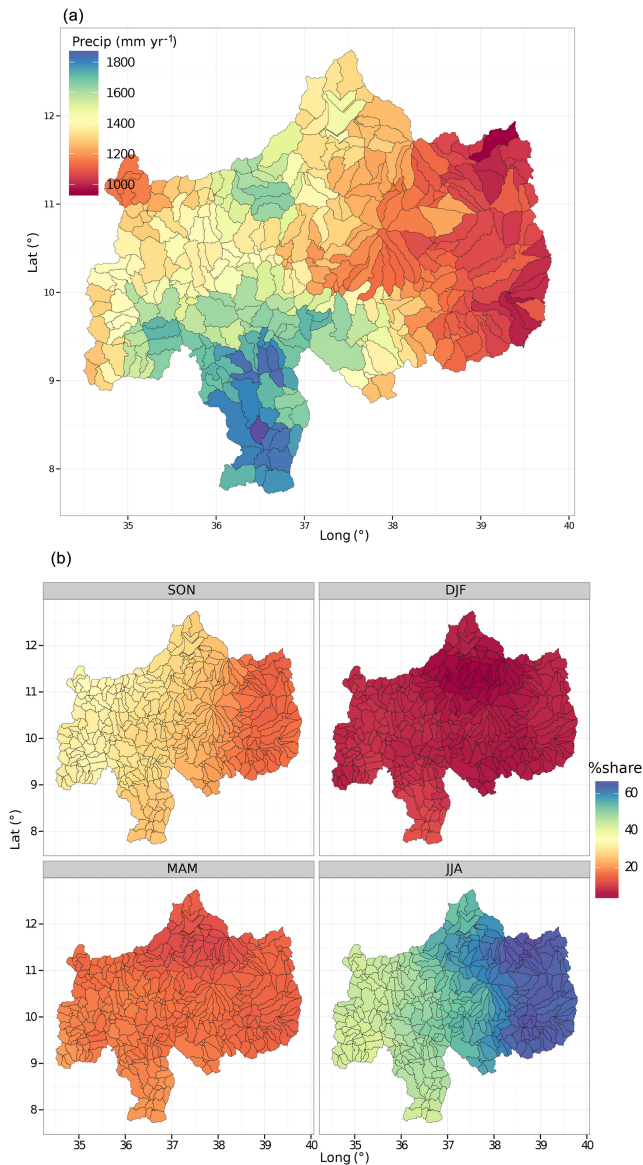 (a)
Precip (mm yr⁻¹)
1800
1600
1400
1200
1000
Lat (°)
12
11
10
9
8
35 36 37 38 39 40
Long (°)
(b)
SON DJF
12
11
10
9
8
Lat (°)
%share
60
40
20
MAM JJA
12
11
10
9
8
35 36 37 38 39 40 35 36 37 38 39 40
Long (°) Long (°)